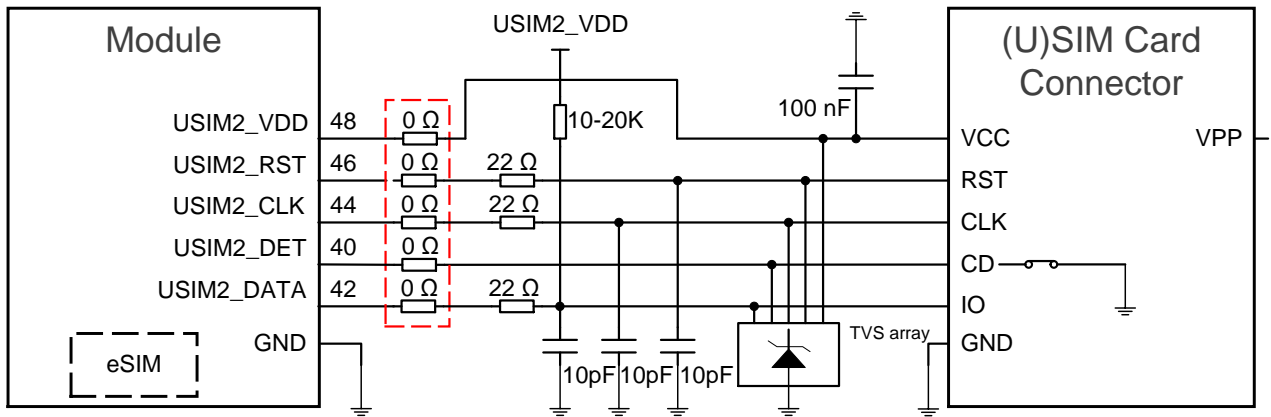 Module
USIM2_VDD
(U)SIM Card
Connector
100 nF
10-20K
USIM2_VDD 48 0 Ω
VCC VPP
USIM2_RST 46 0 Ω 22 Ω
RST
USIM2_CLK 44 0 Ω 22 Ω
CLK
USIM2_DET 40 0 Ω
CD
USIM2_DATA 42 0 Ω 22 Ω
IO
GND
TVS array
GND
eSIM
10pF 10pF 10pF